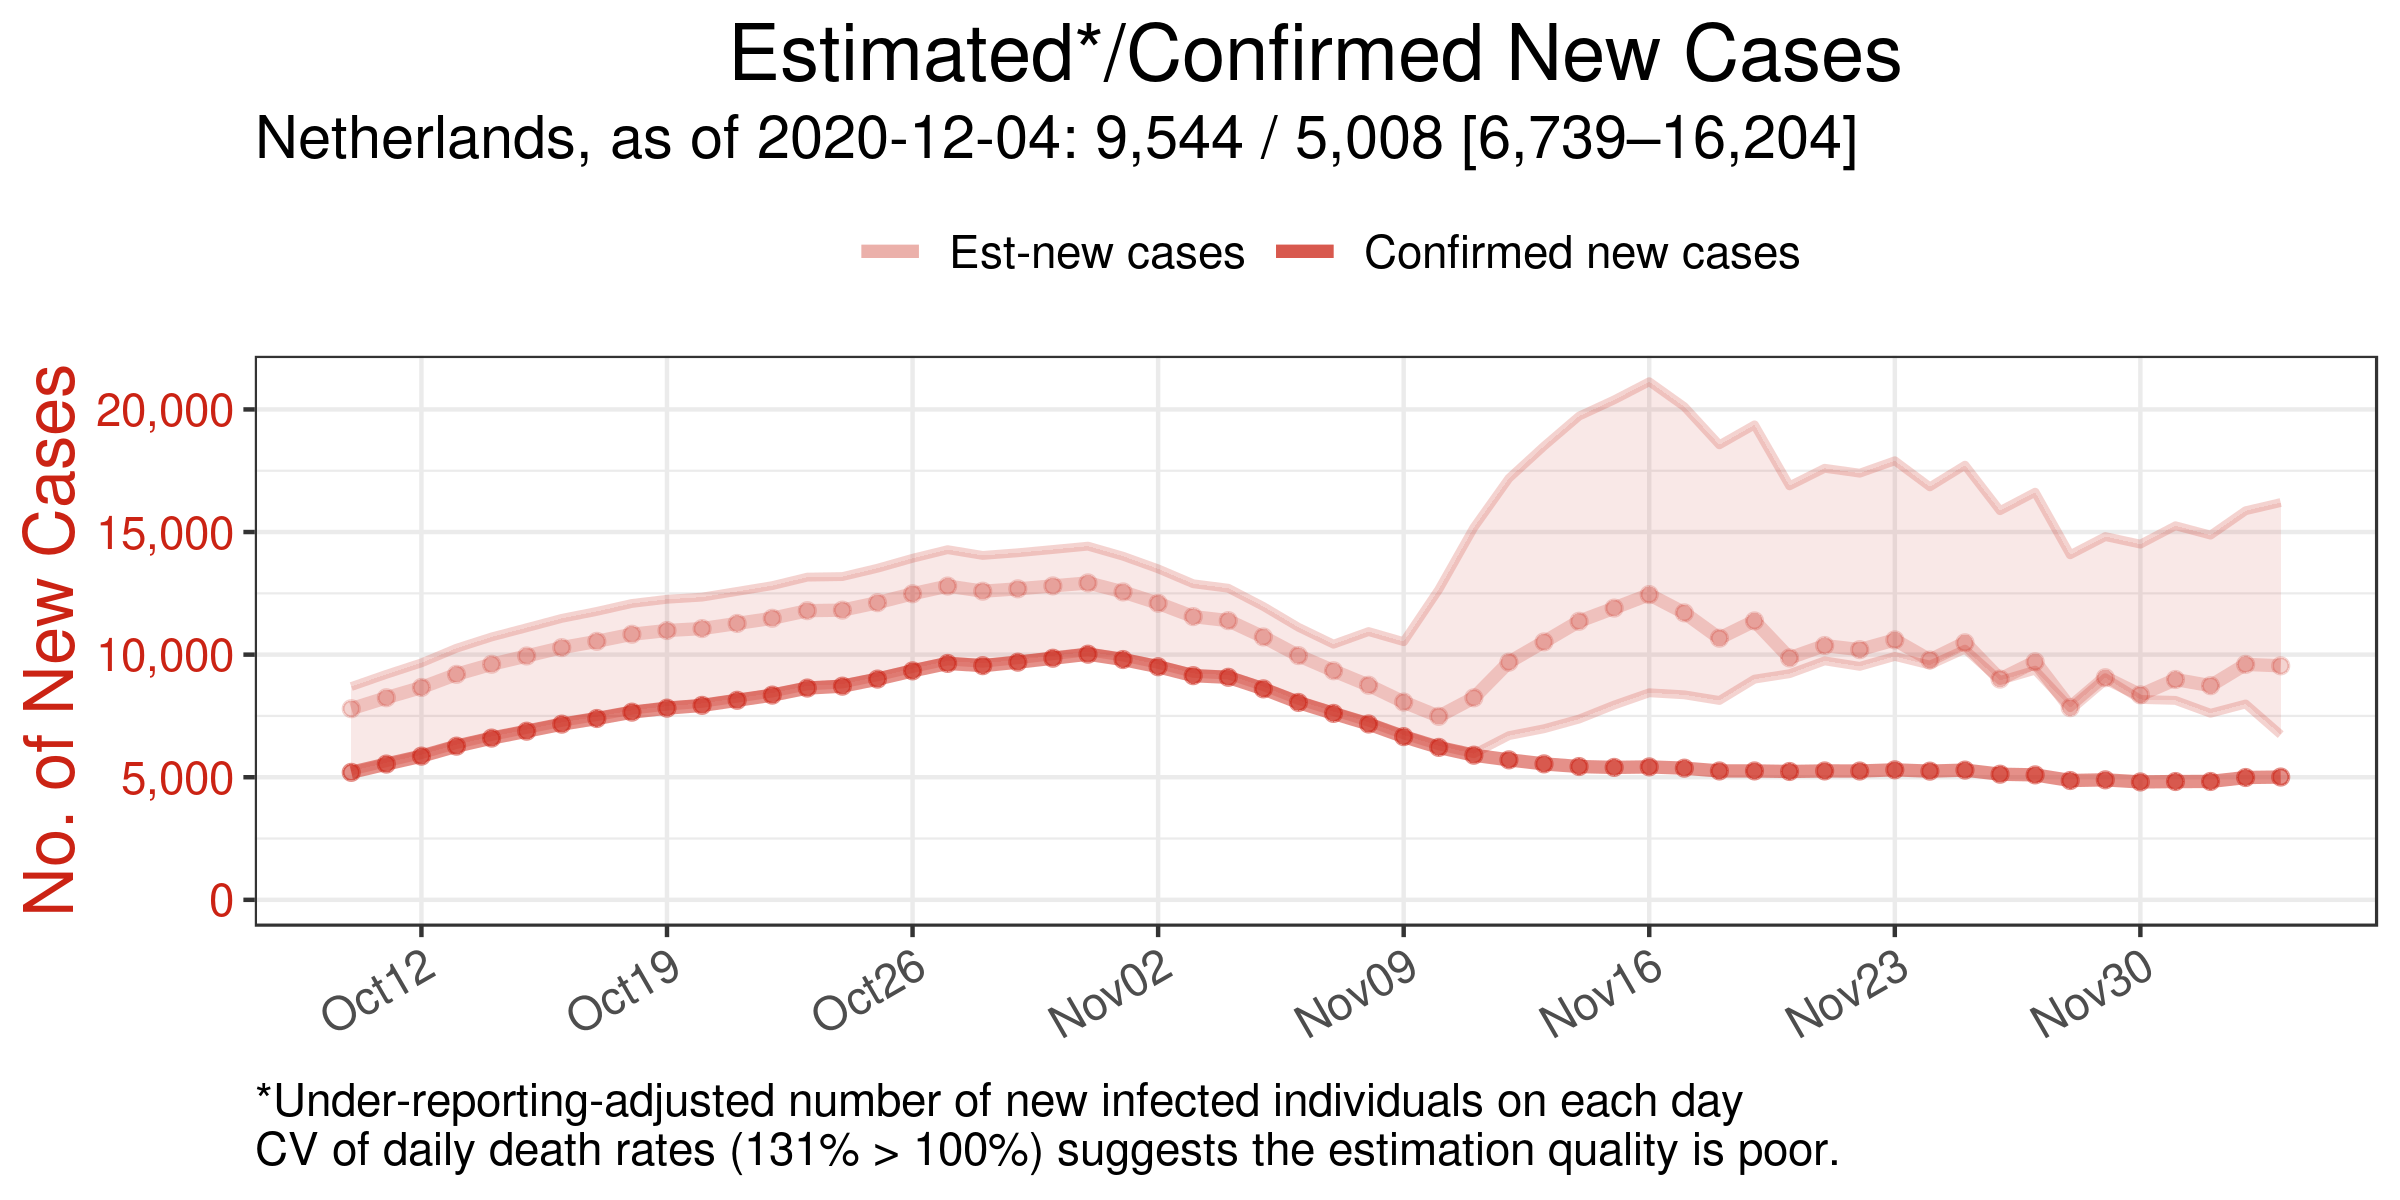 Estimated*/Confirmed New Cases
Netherlands, as of 2020-12-04: 9,544 / 5,008 [6,739–16,204]
Est-new cases
Confirmed new cases
No. of New Cases
20,000
15,000
10,000
5,000
0
Oct12
Oct19
Oct26
Nov02
Nov09
Nov16
Nov23
Nov30
*Under-reporting-adjusted number of new infected individuals on each day
CV of daily death rates (131% > 100%) suggests the estimation quality is poor.